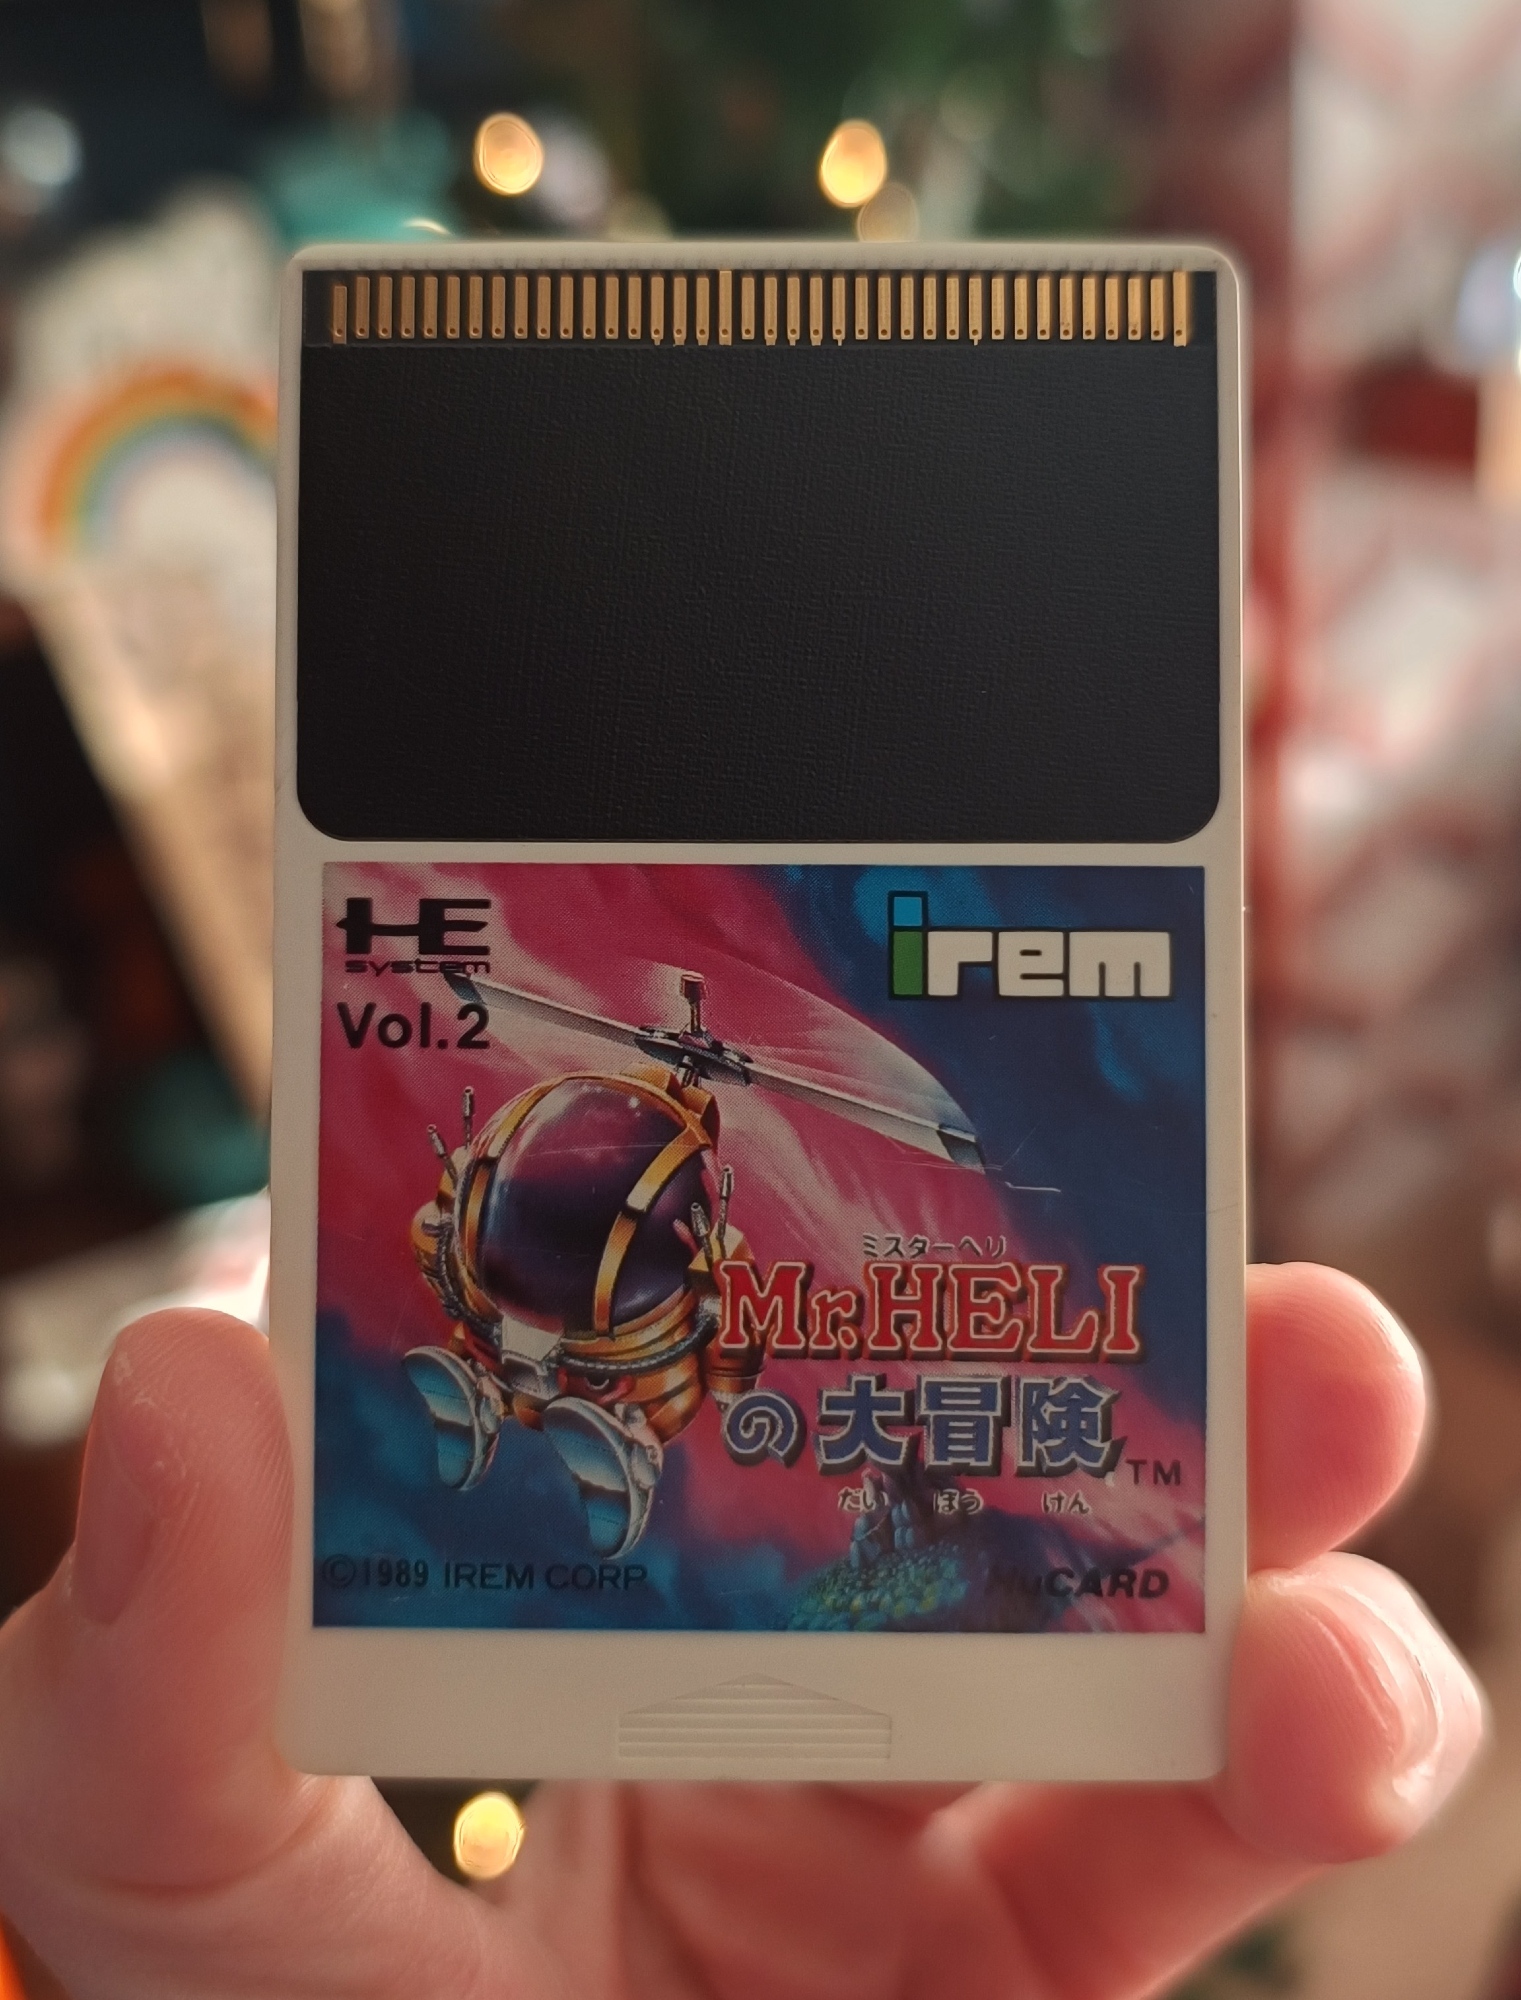 HE
system
Vol.2
irem
ミスターヘリ
Mr.HELI
の大冒険
TM
だい ぼう けん
©1989 IREM CORP.
HuCARD